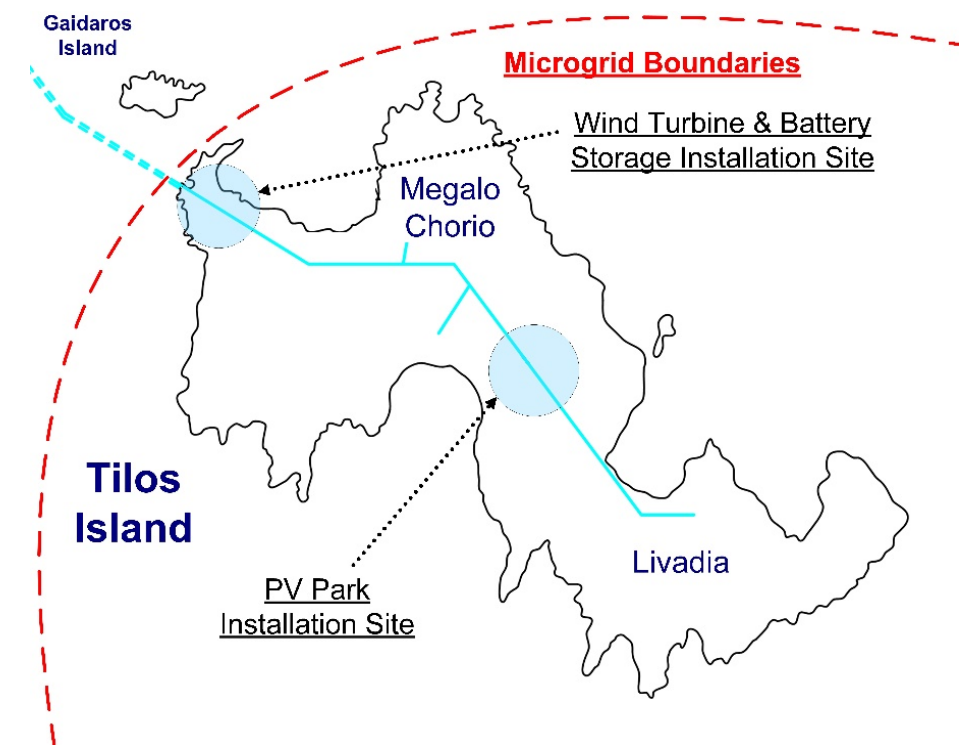 Gaidaros
Island
Microgrid Boundaries
Wind Turbine & Battery
Storage Installation Site
Megalo
Chorio
Tilos
Island
Livadia
PV Park
Installation Site